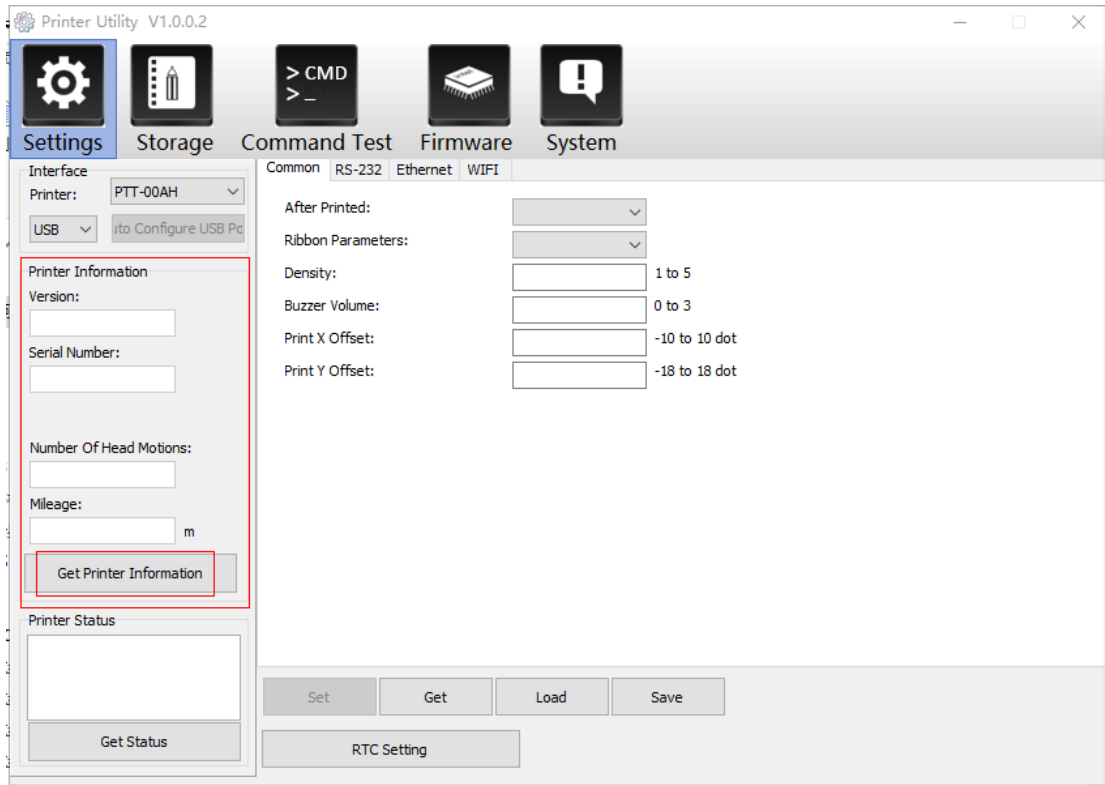 Printer Utility V1.0.0.2
> CMD
> _
Settings Storage Command Test Firmware System
Interface
Printer: PTT-00AH
USB ito Configure USB Pc
Printer Information
Version:
Serial Number:
Number Of Head Motions:
Mileage:
m
Get Printer Information
Printer Status
Get Status
Common RS-232 Ethernet WIFI
After Printed:
Ribbon Parameters:
Density: 1 to 5
Buzzer Volume: 0 to 3
Print X Offset: -10 to 10 dot
Print Y Offset: -18 to 18 dot
Set Get Load Save
RTC Setting